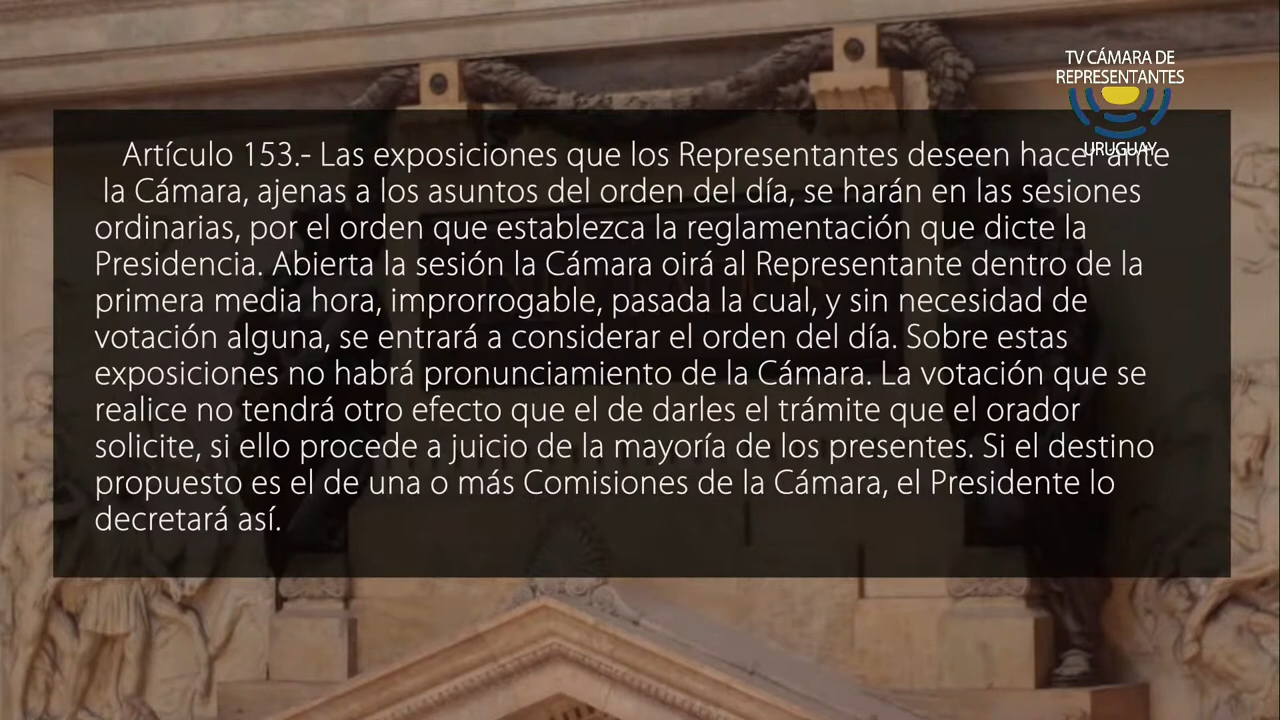 TV CÁMARA DE
REPRESENTANTES
URUGUAY
Artículo 153.- Las exposiciones que los Representantes deseen hacer ante
la Cámara, ajenas a los asuntos del orden del día, se harán en las sesiones
ordinarias, por el orden que establezca la reglamentación que dicte la
Presidencia. Abierta la sesión la Cámara oirá al Representante dentro de la
primera media hora, improrrogable, pasada la cual, y sin necesidad de
votación alguna, se entrará a considerar el orden del día. Sobre estas
exposiciones no habrá pronunciamiento de la Cámara. La votación que se
realice no tendrá otro efecto que el de darles el trámite que el orador
solicite, si ello procede a juicio de la mayoría de los presentes. Si el destino
propuesto es el de una o más Comisiones de la Cámara, el Presidente lo
decretará así.